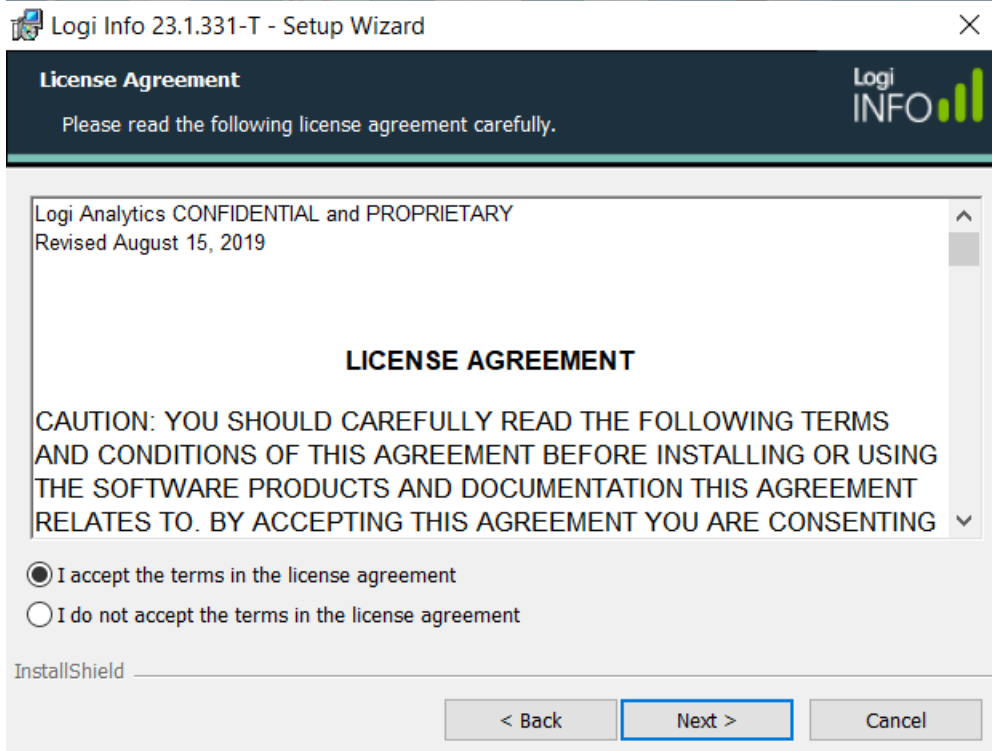 Logi Info 23.1.331-T - Setup Wizard
License Agreement
Please read the following license agreement carefully.
Logi
INFO
Logi Analytics CONFIDENTIAL and PROPRIETARY
Revised August 15, 2019
LICENSE AGREEMENT
CAUTION: YOU SHOULD CAREFULLY READ THE FOLLOWING TERMS
AND CONDITIONS OF THIS AGREEMENT BEFORE INSTALLING OR USING
THE SOFTWARE PRODUCTS AND DOCUMENTATION THIS AGREEMENT
RELATES TO. BY ACCEPTING THIS AGREEMENT YOU ARE CONSENTING
I accept the terms in the license agreement
I do not accept the terms in the license agreement
InstallShield
< Back
Next >
Cancel